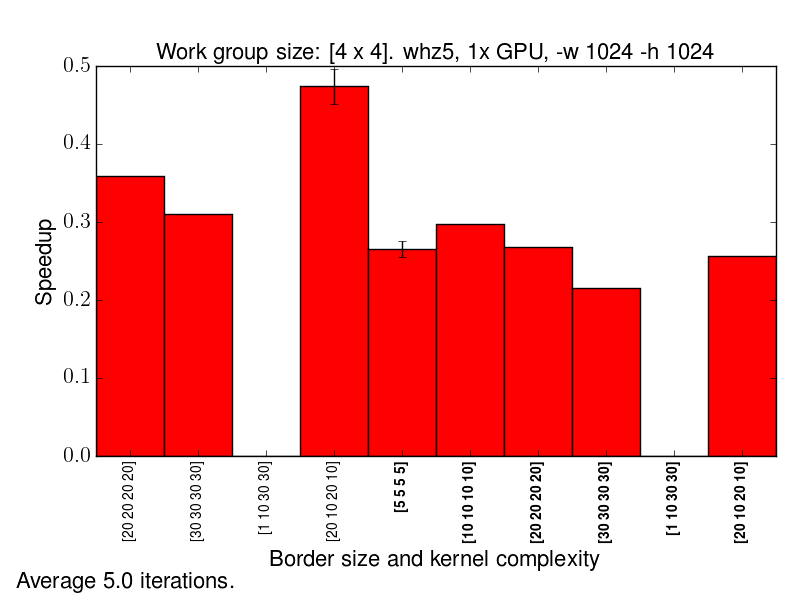 Work group size: [4 x 4]. whz5, 1x GPU, -w 1024 -h 1024
0.5
0.4
0.3
0.2
0.1
0.0
Speedup
[20 20 20 20]
[30 30 30 30]
[1 10 30 30]
[20 10 20 10]
[5 5 5 5]
[10 10 10 10]
[20 20 20 20]
[30 30 30 30]
[1 10 30 30]
[20 10 20 10]
Border size and kernel complexity
Average 5.0 iterations.